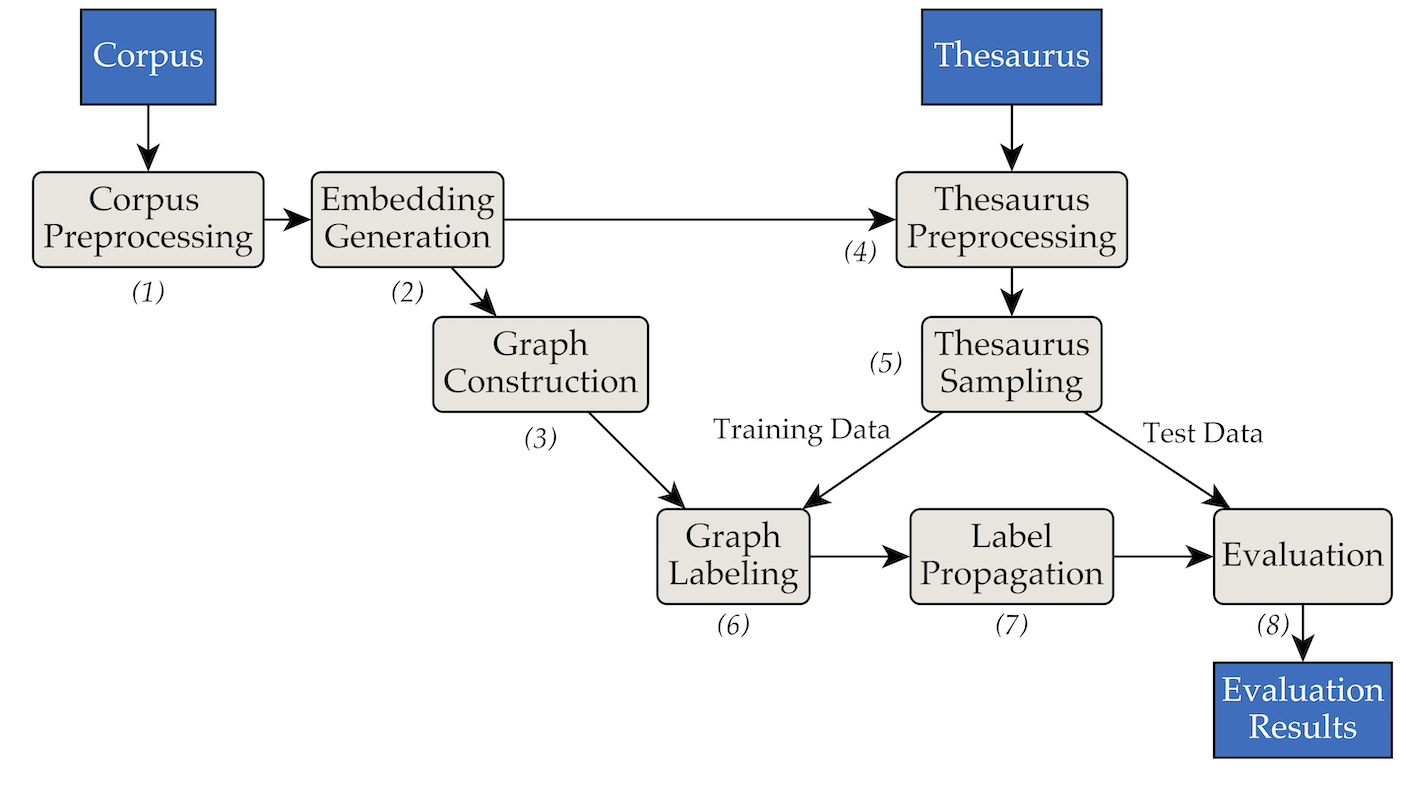 Corpus
Thesaurus
Corpus
Preprocessing
(1)
Embedding
Generation
(2)
Thesaurus
Preprocessing
(4)
Graph
Construction
(3)
Thesaurus
Sampling
(5)
Training Data
Test Data
Graph
Labeling
(6)
Label
Propagation
(7)
Evaluation
(8)
Evaluation
Results